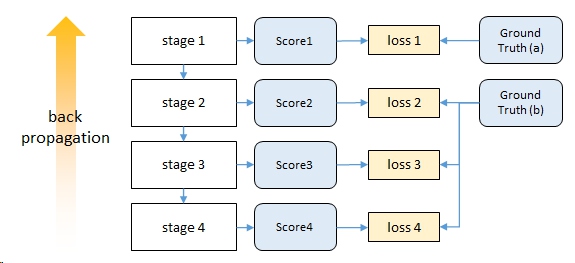 stage 1
Score1
loss 1
Ground
Truth (a)
stage 2
Score2
loss 2
Ground
Truth (b)
back
propagation
stage 3
Score3
loss 3
stage 4
Score4
loss 4